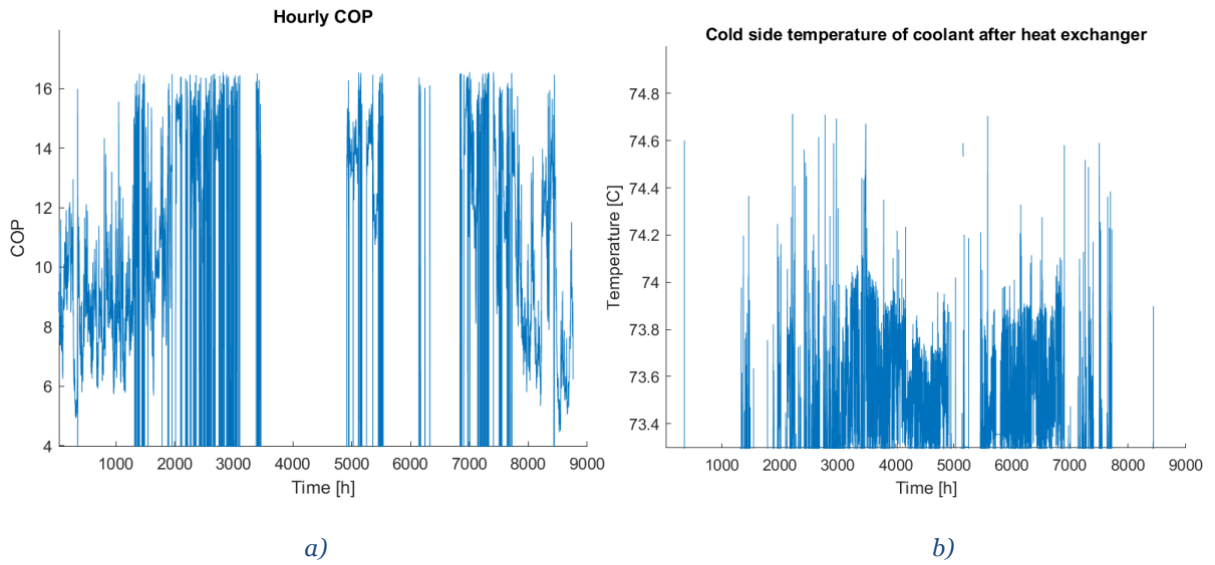 Hourly COP
16
14
12
10
8
6
4
COP
1000 2000 3000 4000 5000 6000 7000 8000 9000
Time [h]
a)
Cold side temperature of coolant after heat exchanger
74.8
74.6
74.4
74.2
74
73.8
73.6
73.4
Temperature [C]
1000 2000 3000 4000 5000 6000 7000 8000 9000
Time [h]
b)